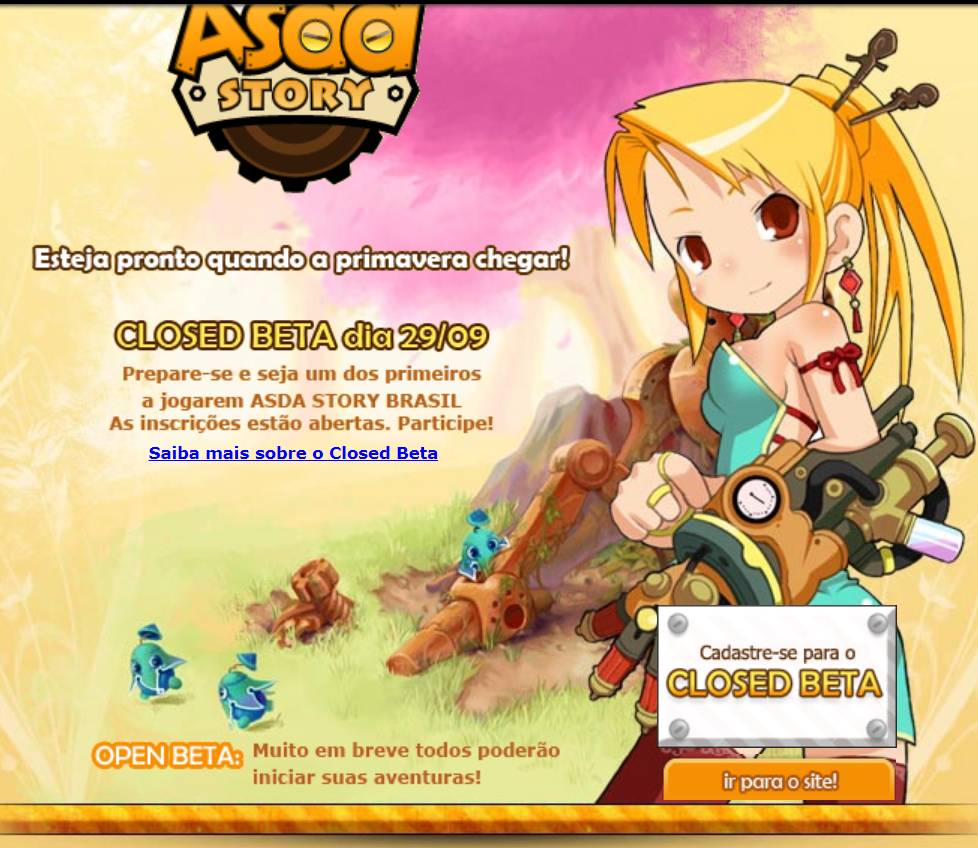 Asda
STORY
Esteja pronto quando a primavera chegar!
CLOSED BETA dia 29/09
Prepare-se e seja um dos primeiros
a jogarem ASDA STORY BRASIL
As inscrições estão abertas. Participe!
Saiba mais sobre o Closed Beta
Cadastre-se para o
CLOSED BETA
OPEN BETA: Muito em breve todos poderão
iniciar suas aventuras!
ir para o site!